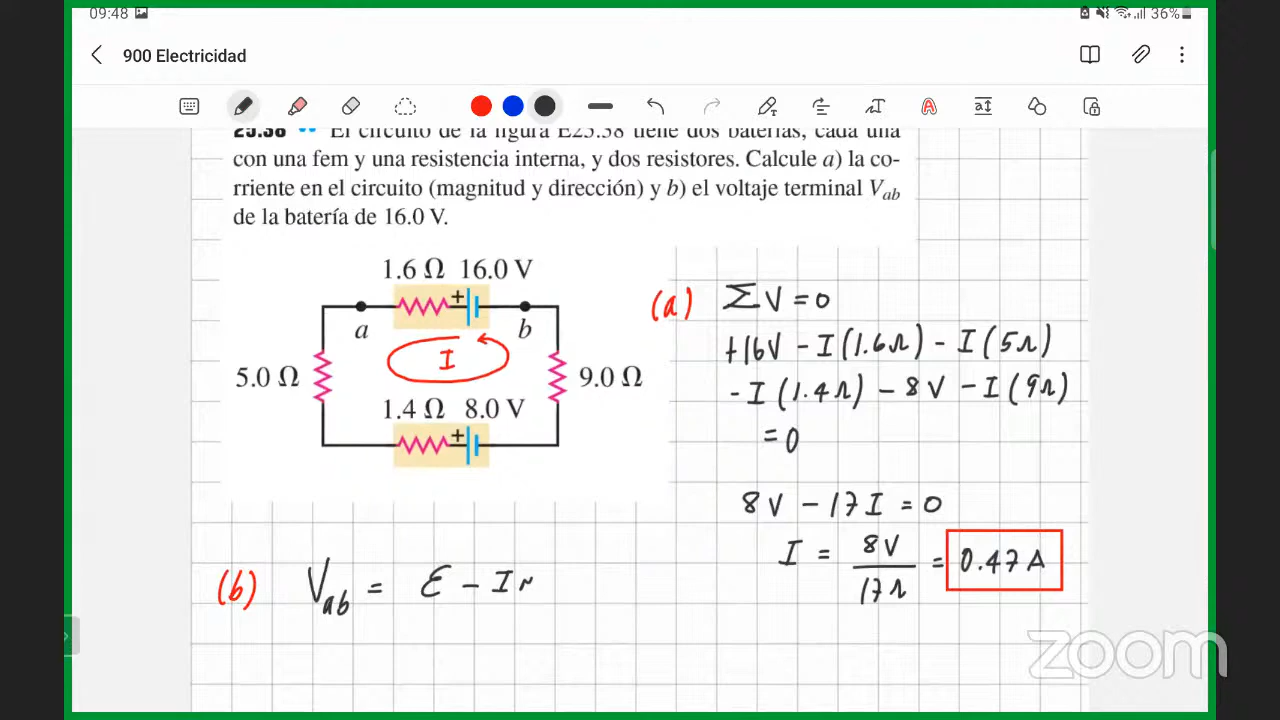 09:48 36%
900 Electricidad
25.38 •• El circuito de la figura E25.38 tiene dos baterías, cada una
con una fem y una resistencia interna, y dos resistores. Calcule a) la co-
rriente en el circuito (magnitud y dirección) y b) el voltaje terminal Vab
de la batería de 16.0 V.
1.6 Ω 16.0 V
+
a b
I
5.0 Ω 9.0 Ω
1.4 Ω 8.0 V
+
(a) ΣV = 0
+16V - I(1.6Ω) - I(5Ω)
- I(1.4Ω) - 8V - I(9Ω)
= 0
8V - 17I = 0
I = 8V/17Ω = 0.47 A
(b) Vab = ε - Ir
zoom